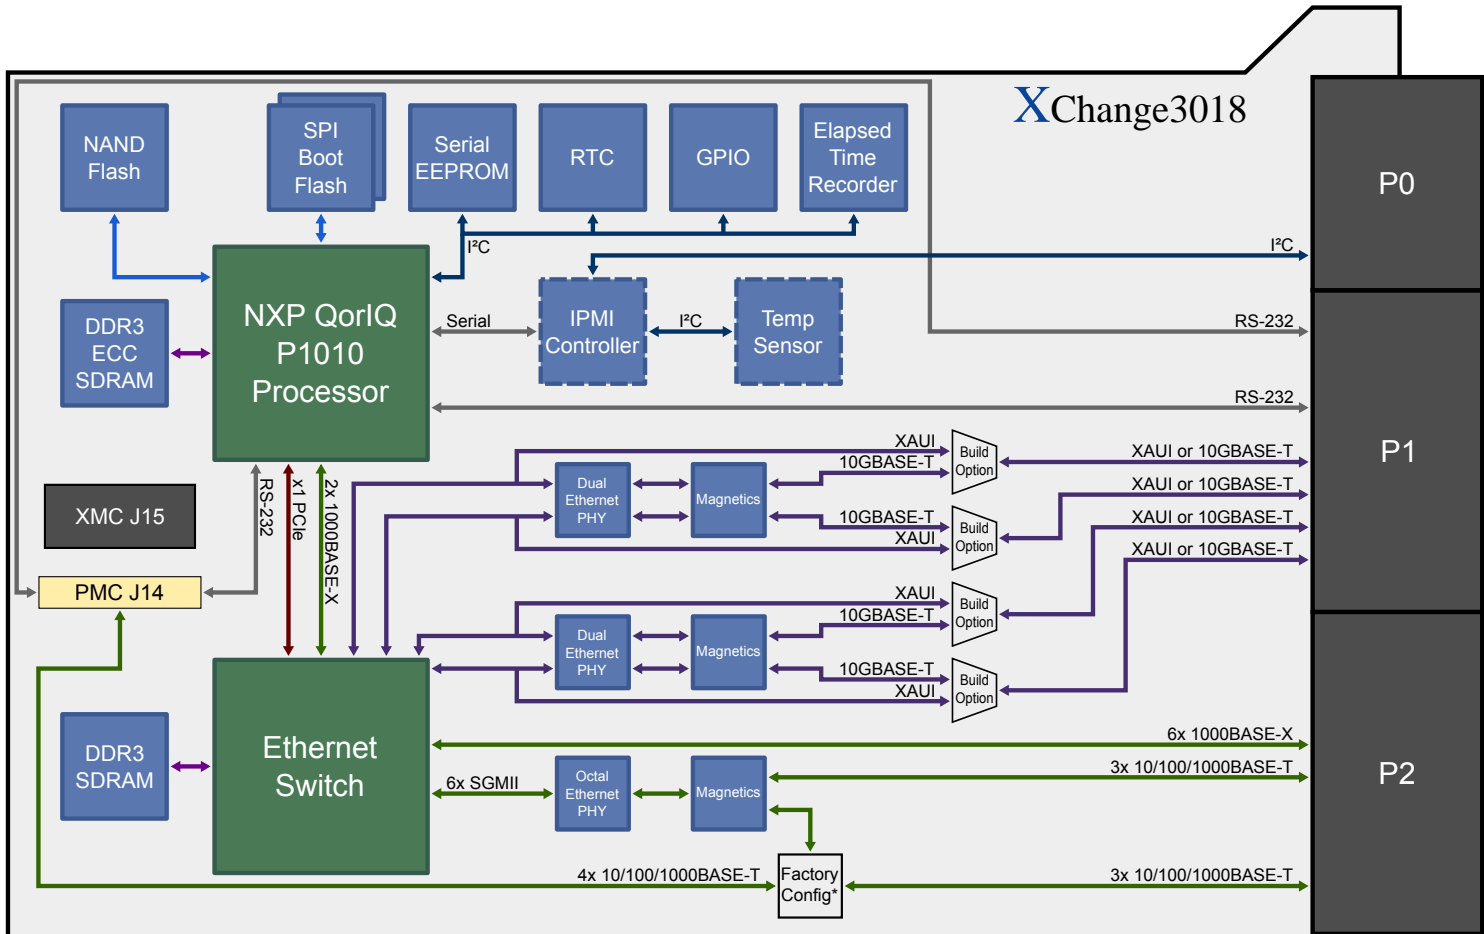 XChange3018
NAND
Flash
SPI
Boot
Flash
Serial
EEPROM
RTC
GPIO
Elapsed
Time
Recorder
P0
I²C
I²C
NXP QorIQ
P1010
Processor
DDR3
ECC
SDRAM
Serial
IPMI
Controller
I²C
Temp
Sensor
RS-232
RS-232
P1
XAUI
10GBASE-T
Build
Option
XAUI or 10GBASE-T
Dual
Ethernet
PHY
Magnetics
XAUI or 10GBASE-T
10GBASE-T
XAUI
Build
Option
XAUI or 10GBASE-T
XAUI or 10GBASE-T
RS-232
x1 PCIe
2x 1000BASE-X
XMC J15
PMC J14
XAUI
10GBASE-T
Build
Option
Dual
Ethernet
PHY
Magnetics
10GBASE-T
XAUI
Build
Option
Ethernet
Switch
DDR3
SDRAM
6x 1000BASE-X
P2
6x SGMII
Octal
Ethernet
PHY
Magnetics
3x 10/100/1000BASE-T
4x 10/100/1000BASE-T
Factory
Config*
3x 10/100/1000BASE-T